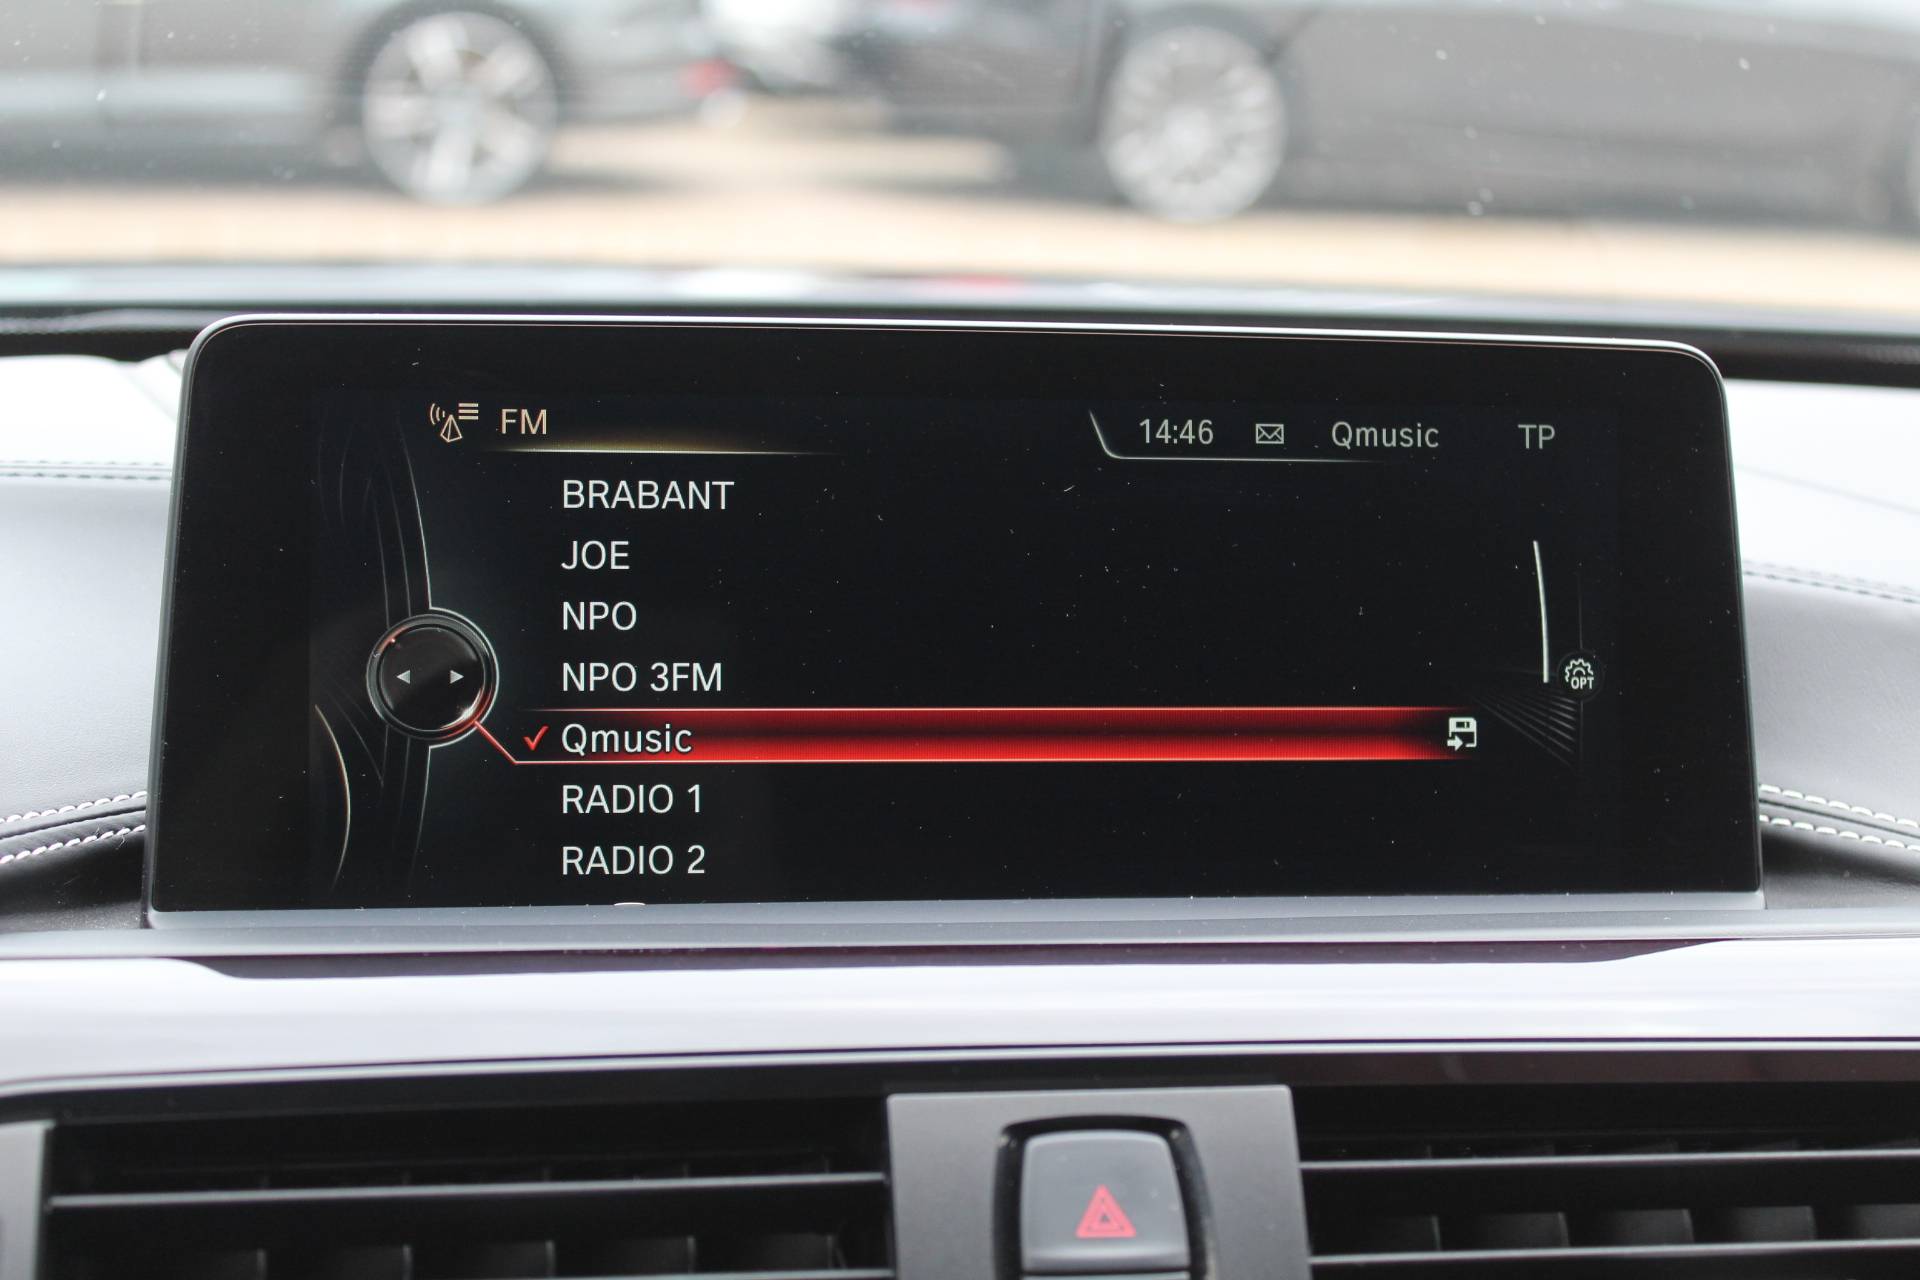 FM
14:46 Qmusic TP
BRABANT
JOE
NPO
NPO 3FM
Qmusic
RADIO 1
RADIO 2
OPT